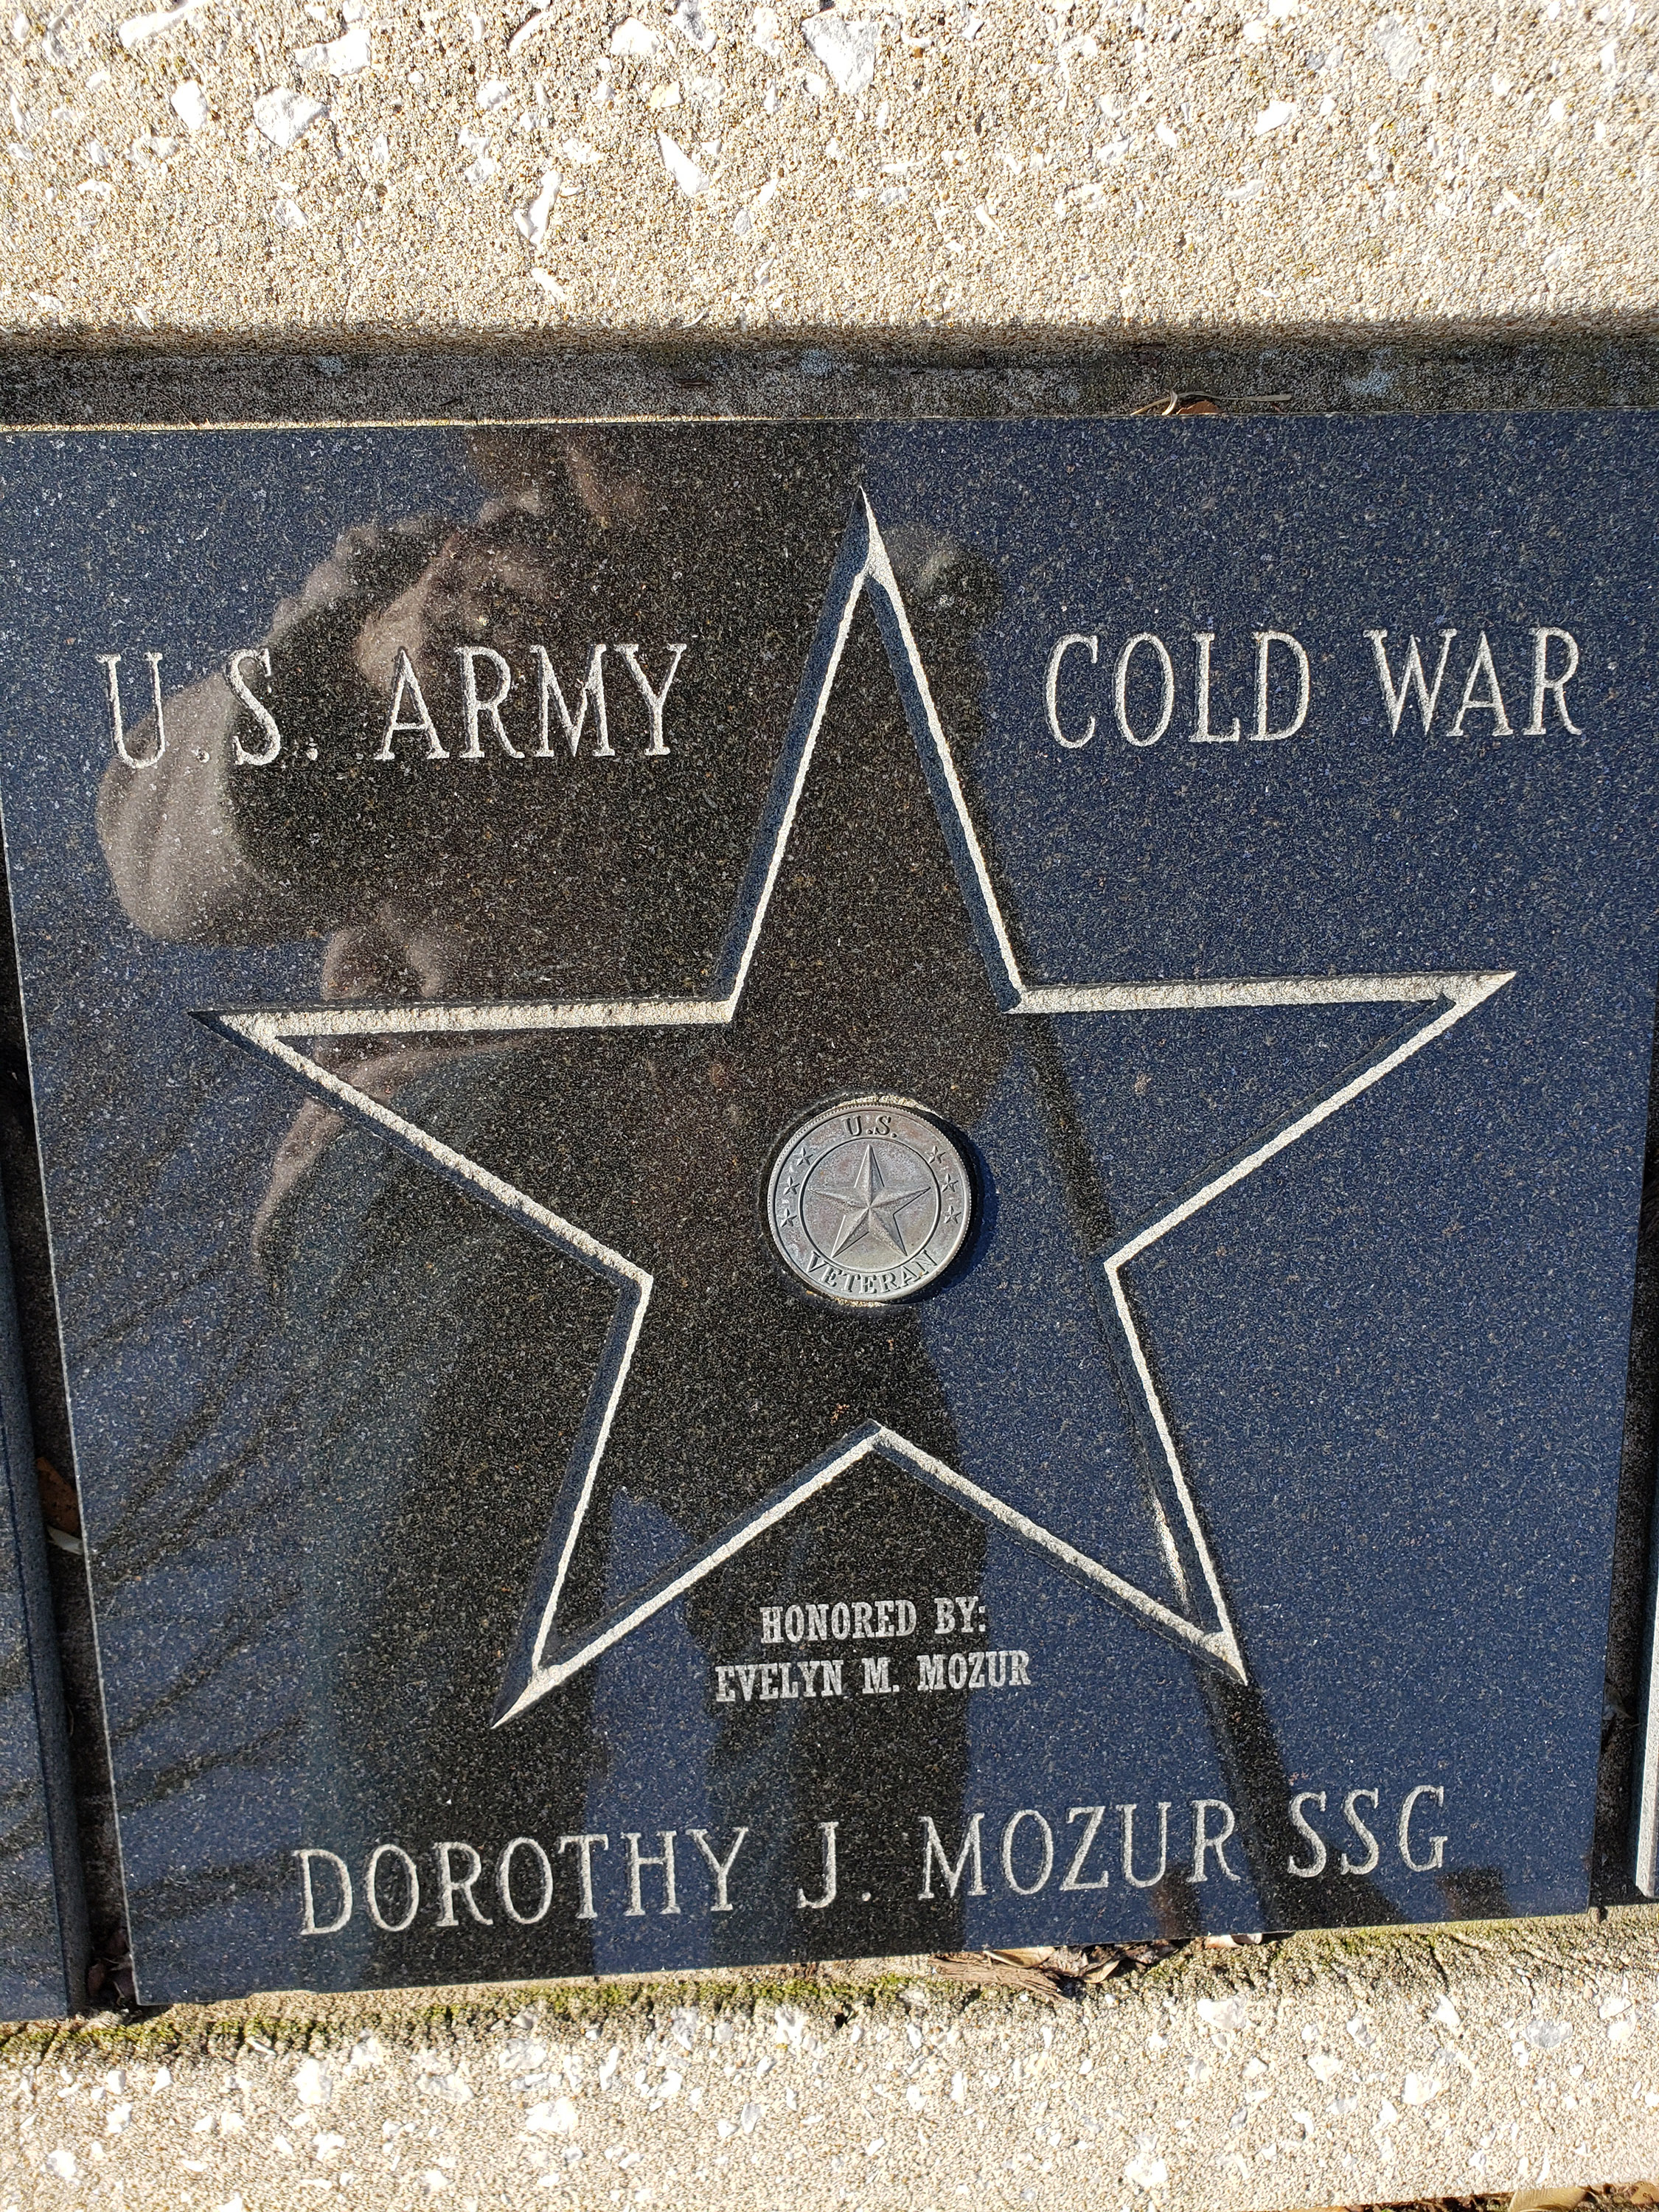 U.S. ARMY COLD WAR
U.S.
VETERAN
HONORED BY:
EVELYN M. MOZUR
DOROTHY J. MOZUR SSG